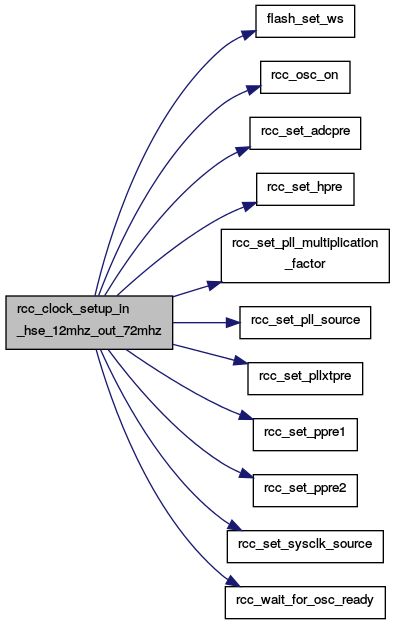 flash_set_ws
rcc_osc_on
rcc_set_adcpre
rcc_set_hpre
rcc_set_pll_multiplication
_factor
rcc_clock_setup_in
_hse_12mhz_out_72mhz
rcc_set_pll_source
rcc_set_pllxtpre
rcc_set_ppre1
rcc_set_ppre2
rcc_set_sysclk_source
rcc_wait_for_osc_ready